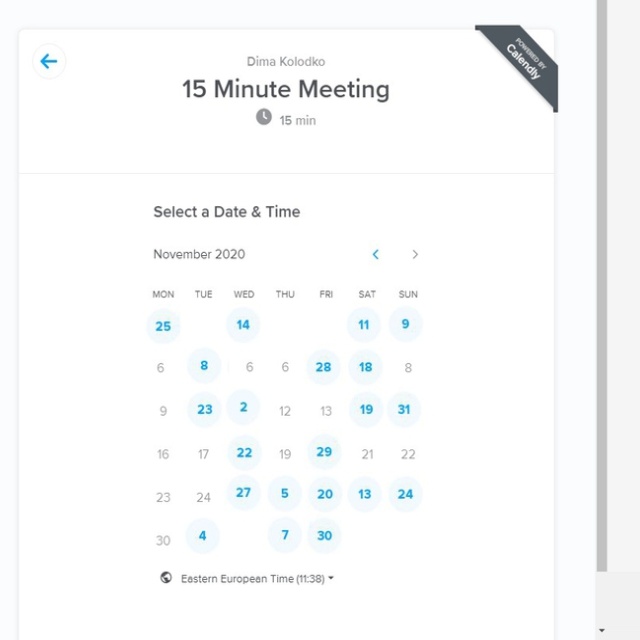 Dima Kolodko
POWERED BY
Calendly
15 Minute Meeting
15 min
Select a Date & Time
November 2020
MON TUE WED THU FRI SAT SUN
25 14 11 9
6 8 6 6 28 18 8
9 23 2 12 13 19 31
16 17 22 19 29 21 22
23 24 27 5 20 13 24
30 4 7 30
Eastern European Time (11:38)